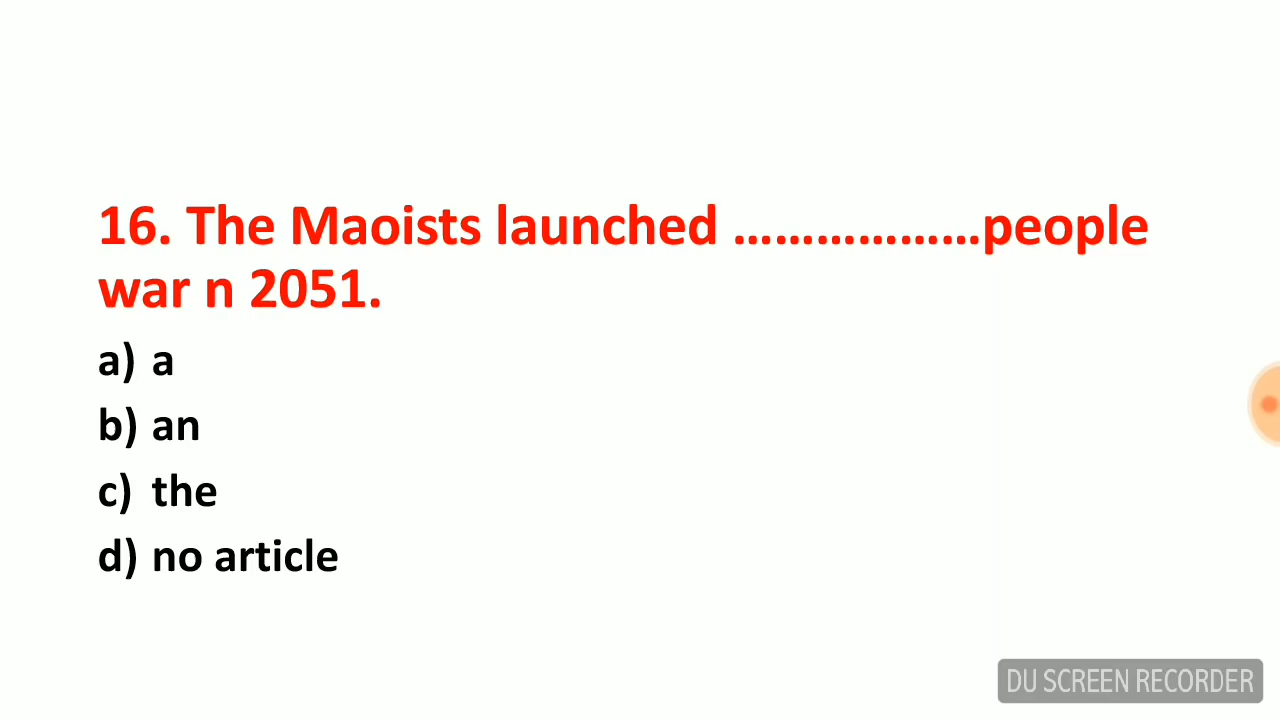 16. The Maoists launched ………………people
war n 2051.
a) a
b) an
c) the
d) no article
DU SCREEN RECORDER